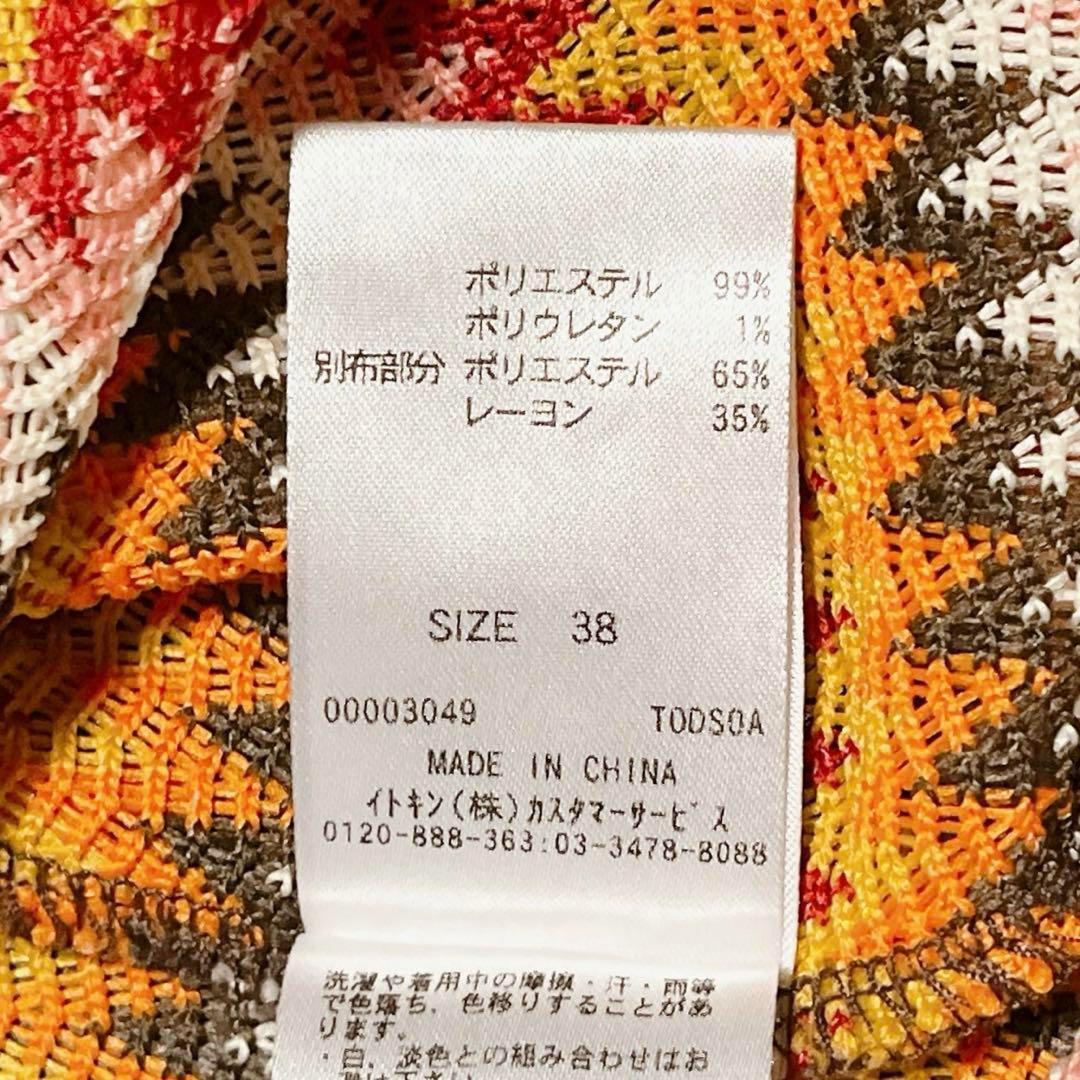 ポリエステル 99%
ポリウレタン 1%
別布部分 ポリエステル 65%
レーヨン 35%
SIZE 38
00003049 TODSOA
MADE IN CHINA
イトキン(株)カスタマーサービス
0120-888-363:03-3478-8088
洗濯や着用中の摩擦・汗・雨等
で色落ち、色移りすることがあ
ります。
・白、淡色との組み合わせはお